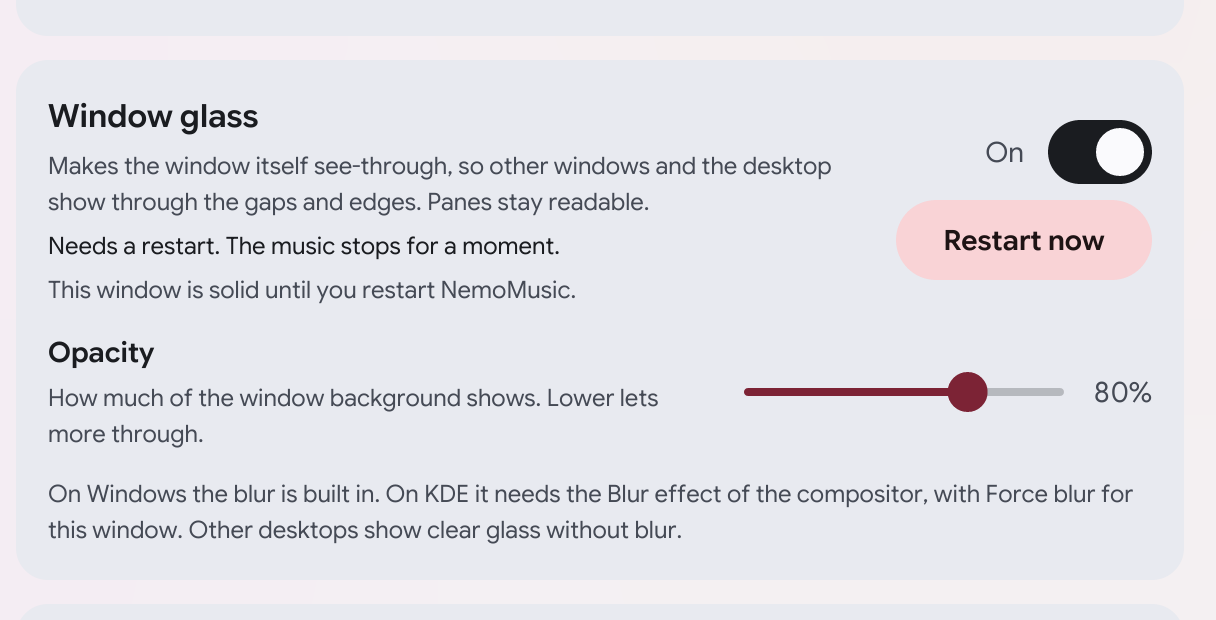 Window glass
Makes the window itself see-through, so other windows and the desktop
show through the gaps and edges. Panes stay readable.
Needs a restart. The music stops for a moment.
This window is solid until you restart NemoMusic.
On
Restart now
Opacity
How much of the window background shows. Lower lets
more through.
80%
On Windows the blur is built in. On KDE it needs the Blur effect of the compositor, with Force blur for
this window. Other desktops show clear glass without blur.